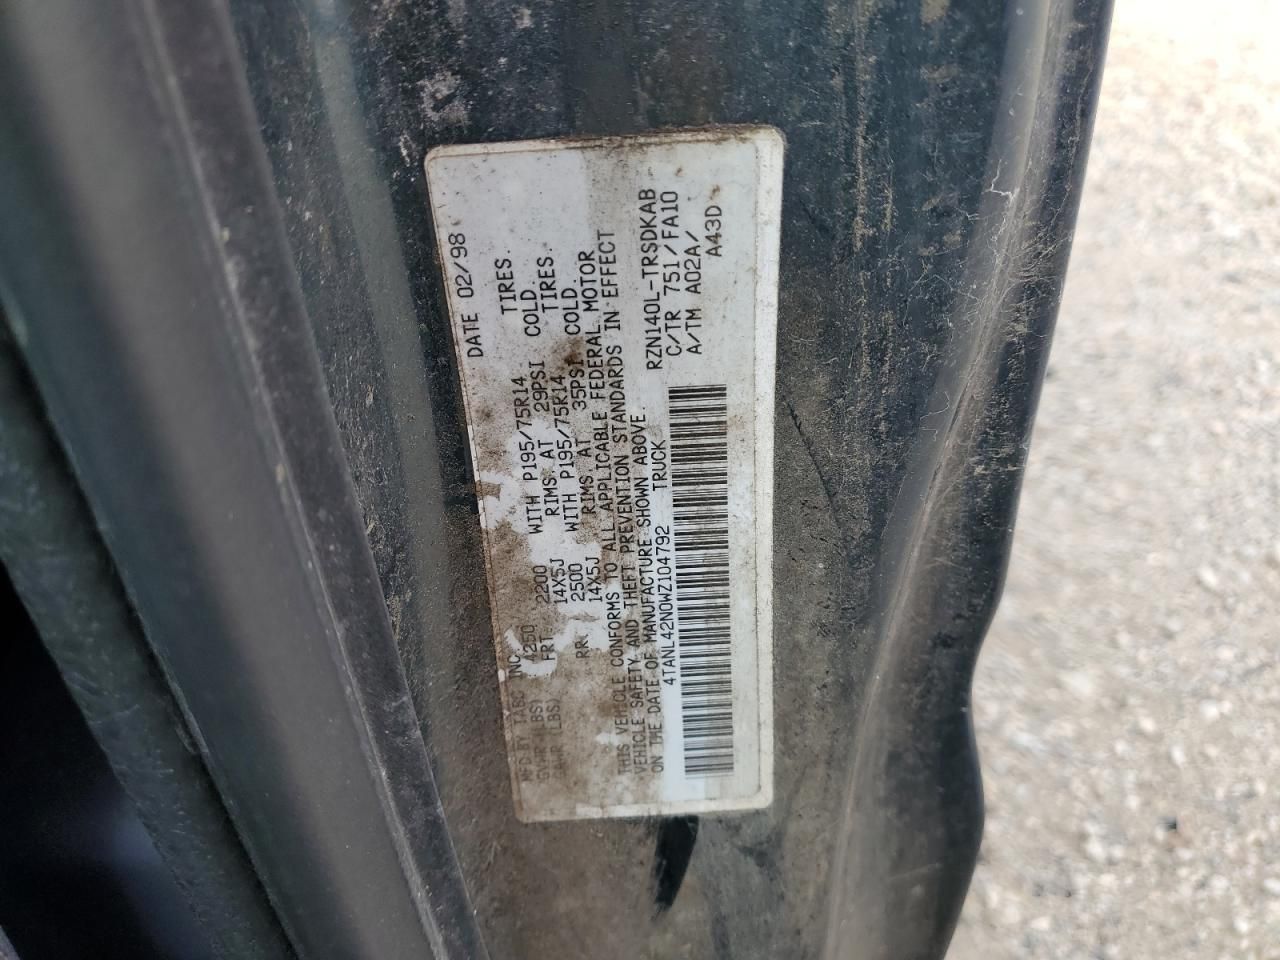 MFD BY TABC INC. DATE 02/98
GVWR (LBS) 4250
GAWR (LBS) FRT 2200 WITH P195/75R14 TIRES.
14X5J RIMS AT 29PSI COLD.
RR 2500 WITH P195/75R14 TIRES.
14X5J RIMS AT 35PSI COLD.
THIS VEHICLE CONFORMS TO ALL APPLICABLE FEDERAL MOTOR
VEHICLE SAFETY AND THEFT PREVENTION STANDARDS IN EFFECT
ON THE DATE OF MANUFACTURE SHOWN ABOVE.
4TANL42N0WZ104792 TRUCK
RZN140L-TRSDKAB
C/TR 751/FA10
A/TM A02A/
A43D